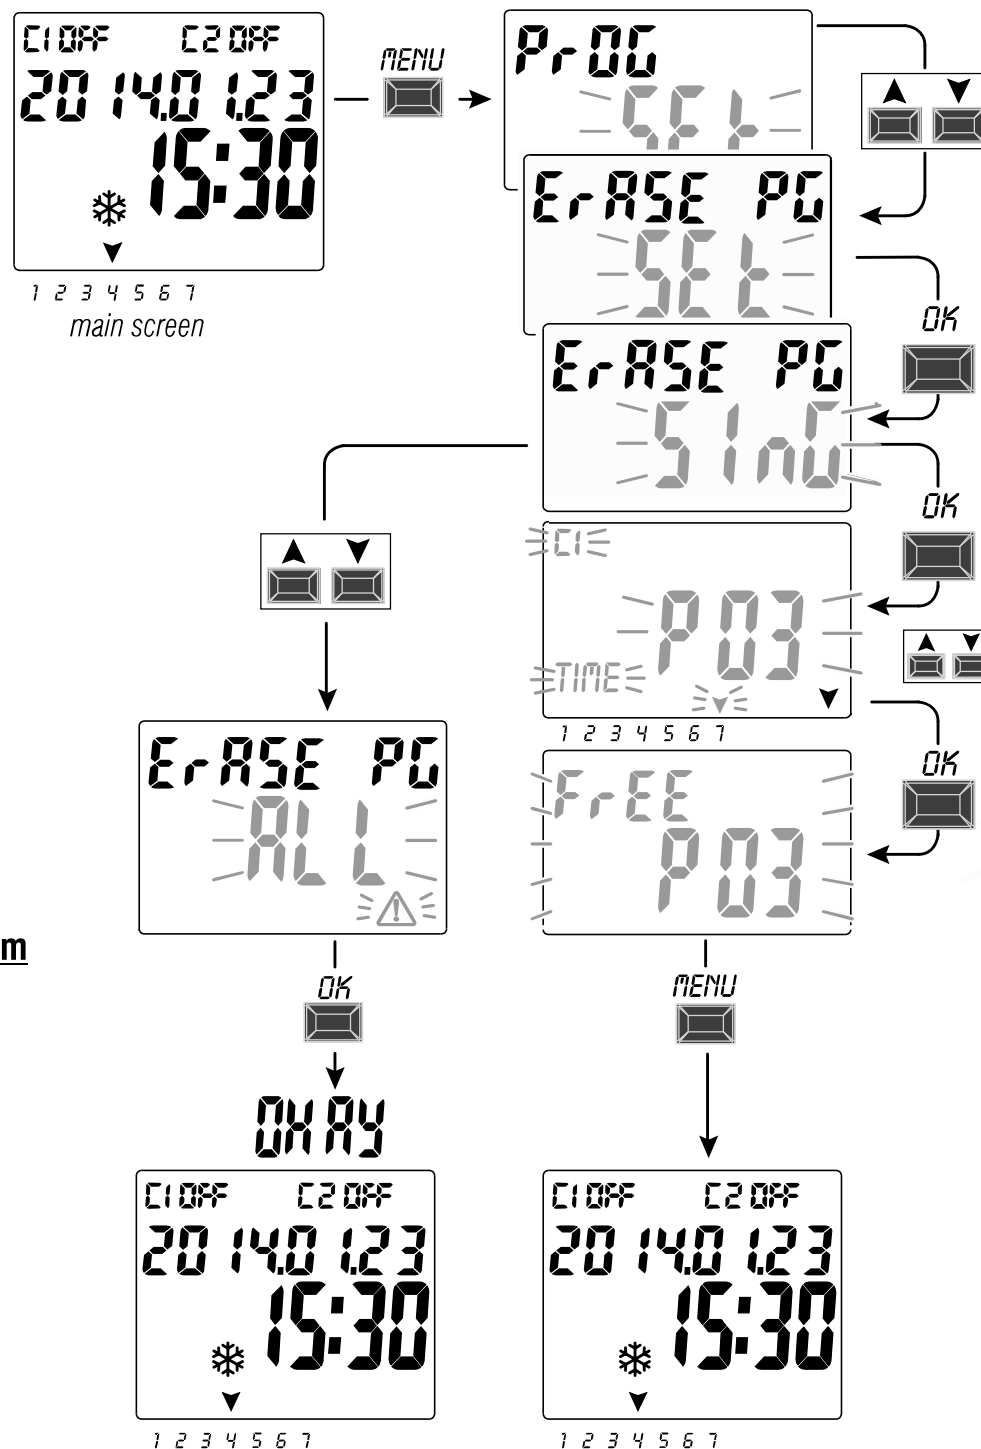 C1 OFF C2 OFF
2014.01.23
15:30
1 2 3 4 5 6 7
main screen
MENU
PrOG
SEt
ErASE PG
SEt
OK
ErASE PG
SInG
OK
C1
P03
TIME
1 2 3 4 5 6 7
OK
FrEE
P03
MENU
ErASE PG
ALL
m
OK
OKAY
C1 OFF C2 OFF
2014.01.23
15:30
1 2 3 4 5 6 7
C1 OFF C2 OFF
2014.01.23
15:30
1 2 3 4 5 6 7